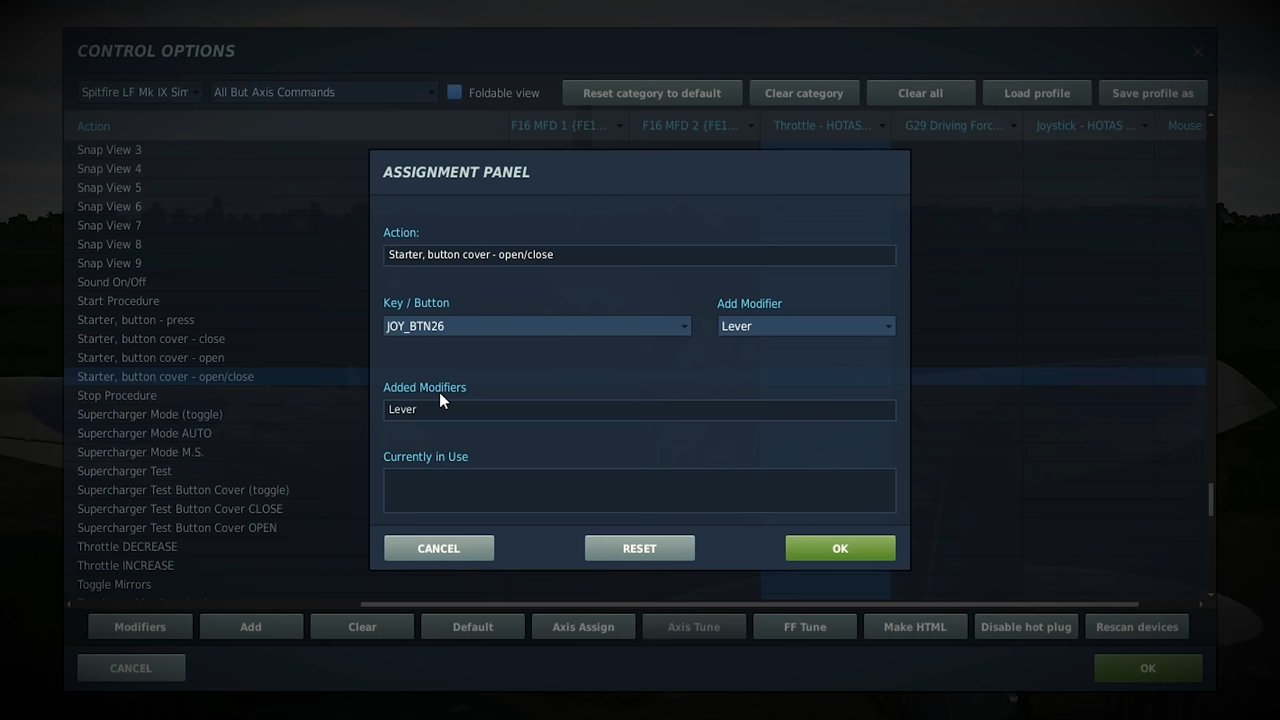 CONTROL OPTIONS
Spitfire LF Mk IX Sim All But Axis Commands Foldable view Reset category to default Clear category Clear all Load profile Save profile as
Action F16 MFD 1 {FE1... F16 MFD 2 {FE1... Throttle - HOTAS... G29 Driving Forc... Joystick - HOTAS ... Mouse
Snap View 3
Snap View 4
Snap View 5
Snap View 6
Snap View 7
Snap View 8
Snap View 9
Sound On/Off
Start Procedure
Starter, button - press
Starter, button cover - close
Starter, button cover - open
Starter, button cover - open/close
Stop Procedure
Supercharger Mode (toggle)
Supercharger Mode AUTO
Supercharger Mode M.S.
Supercharger Test
Supercharger Test Button Cover (toggle)
Supercharger Test Button Cover CLOSE
Supercharger Test Button Cover OPEN
Throttle DECREASE
Throttle INCREASE
Toggle Mirrors
ASSIGNMENT PANEL
Action:
Starter, button cover - open/close
Key / Button Add Modifier
JOY_BTN26 Lever
Added Modifiers
Lever
Currently in Use
CANCEL RESET OK
Modifiers Add Clear Default Axis Assign Axis Tune FF Tune Make HTML Disable hot plug Rescan devices
CANCEL OK